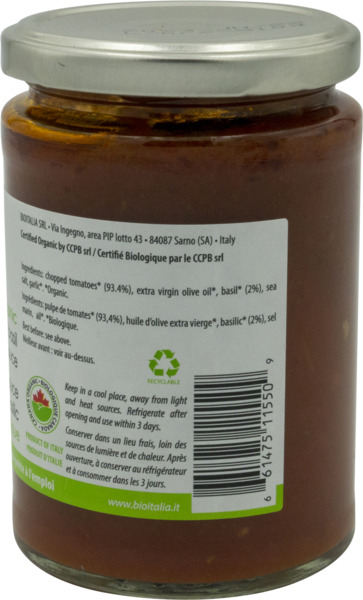 BIOITALIA SRL • Via Ingegno, area PIP lotto 43 • 84087 Sarno (SA) • Italy
Certified Organic by CCPB srl / Certifié Biologique par le CCPB srl
Ingredients: chopped tomatoes* (93.4%), extra virgin olive oil*, basil* (2%), sea
salt, garlic*. *Organic.
Ingrédients: pulpe de tomates* (93,4%), huile d'olive extra vierge*, basilic* (2%), sel
marin, ail*. *Biologique.
Best before: see above.
Meilleur avant : voir au-dessus.
RECYCLABLE
Keep in a cool place, away from light
and heat sources. Refrigerate after
opening and use within 3 days.
Conserver dans un lieu frais, loin des
sources de lumière et de chaleur. Après
ouverture, à conserver au réfrigérateur
et à consommer dans les 3 jours.
PRODUCT OF ITALY
PRODUIT D'ITALIE
à l'emploi
www.bioitalia.it
6 61475 11550 9